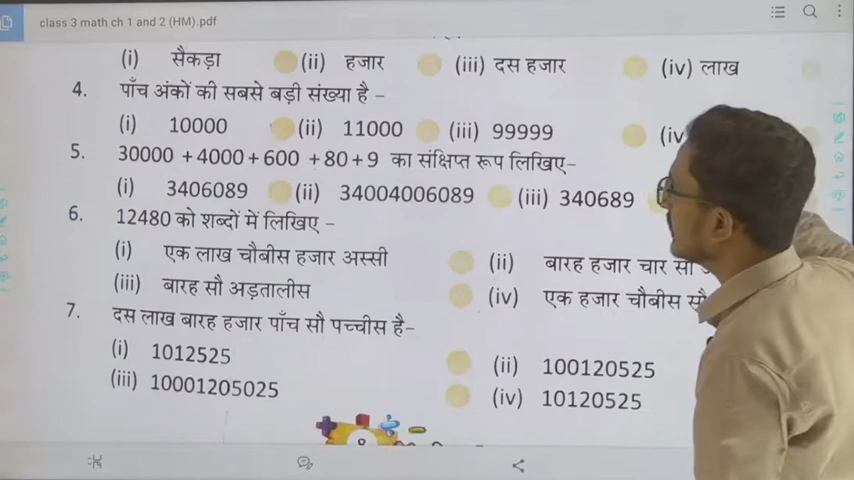 class 3 math ch 1 and 2 (HM).pdf
(i) सैकड़ा (ii) हजार (iii) दस हजार (iv) लाख
4. पाँच अंकों की सबसे बड़ी संख्या है –
(i) 10000 (ii) 11000 (iii) 99999 (iv)
5. 30000 +4000+600 +80+9 का संक्षिप्त रूप लिखिए–
(i) 3406089 (ii) 34004006089 (iii) 340689
6. 12480 को शब्दों में लिखिए –
(i) एक लाख चौबीस हजार अस्सी (ii) बारह हजार चार सौ
(iii) बारह सौ अड़तालीस (iv) एक हजार चौबीस सौ
7. दस लाख बारह हजार पाँच सौ पच्चीस है–
(i) 1012525 (ii) 100120525
(iii) 10001205025 (iv) 10120525